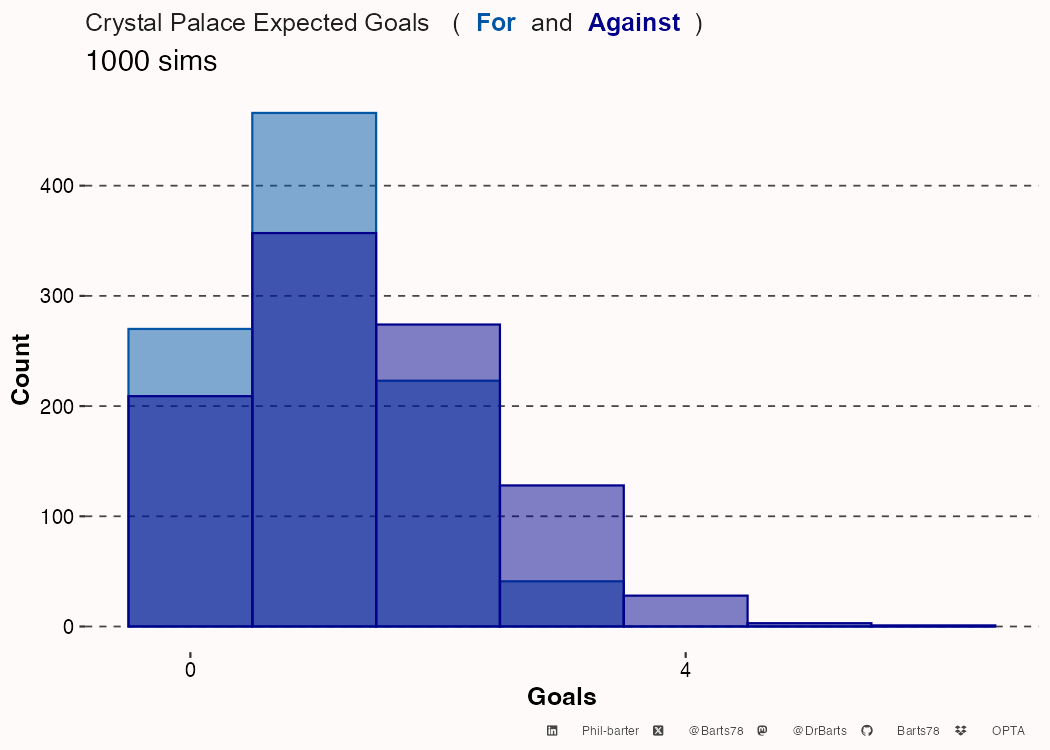 Crystal Palace Expected Goals ( For and Against )
1000 sims
400
300
200
100
0
Count
0 4
Goals
Phil-barter @Barts78 @DrBarts Barts78 OPTA